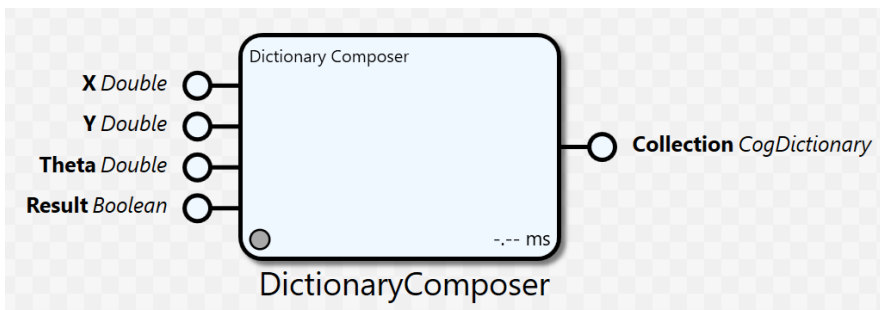 Dictionary Composer
X Double
Y Double
Theta Double
Result Boolean
Collection CogDictionary
-.-- ms
DictionaryComposer